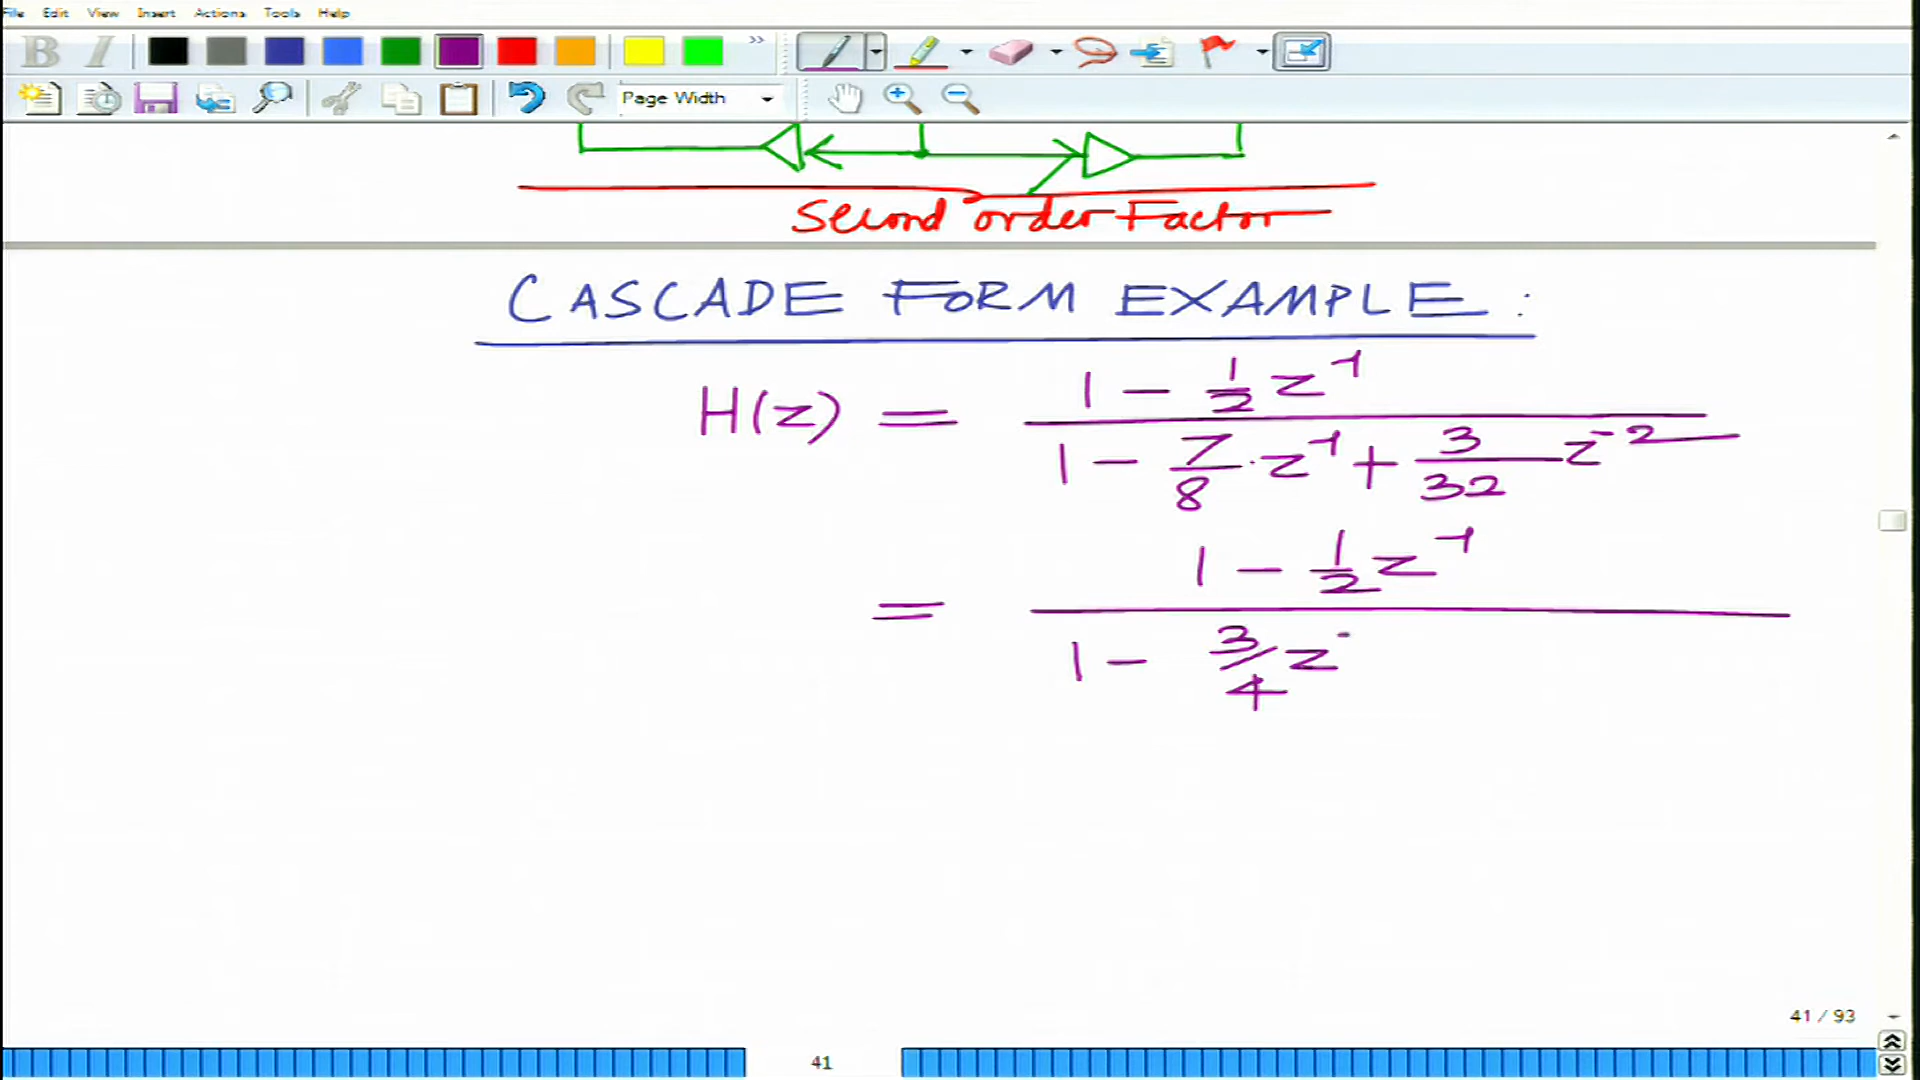 File Edit View Insert Actions Tools Help
B I »
Page Width
Second order Factor
CASCADE FORM EXAMPLE :
H(z) = (1 - 1/2 z^-1) / (1 - 7/8 · z^-1 + 3/32 z^-2)
= (1 - 1/2 z^-1) / (1 - 3/4 z^-
41 / 93
41